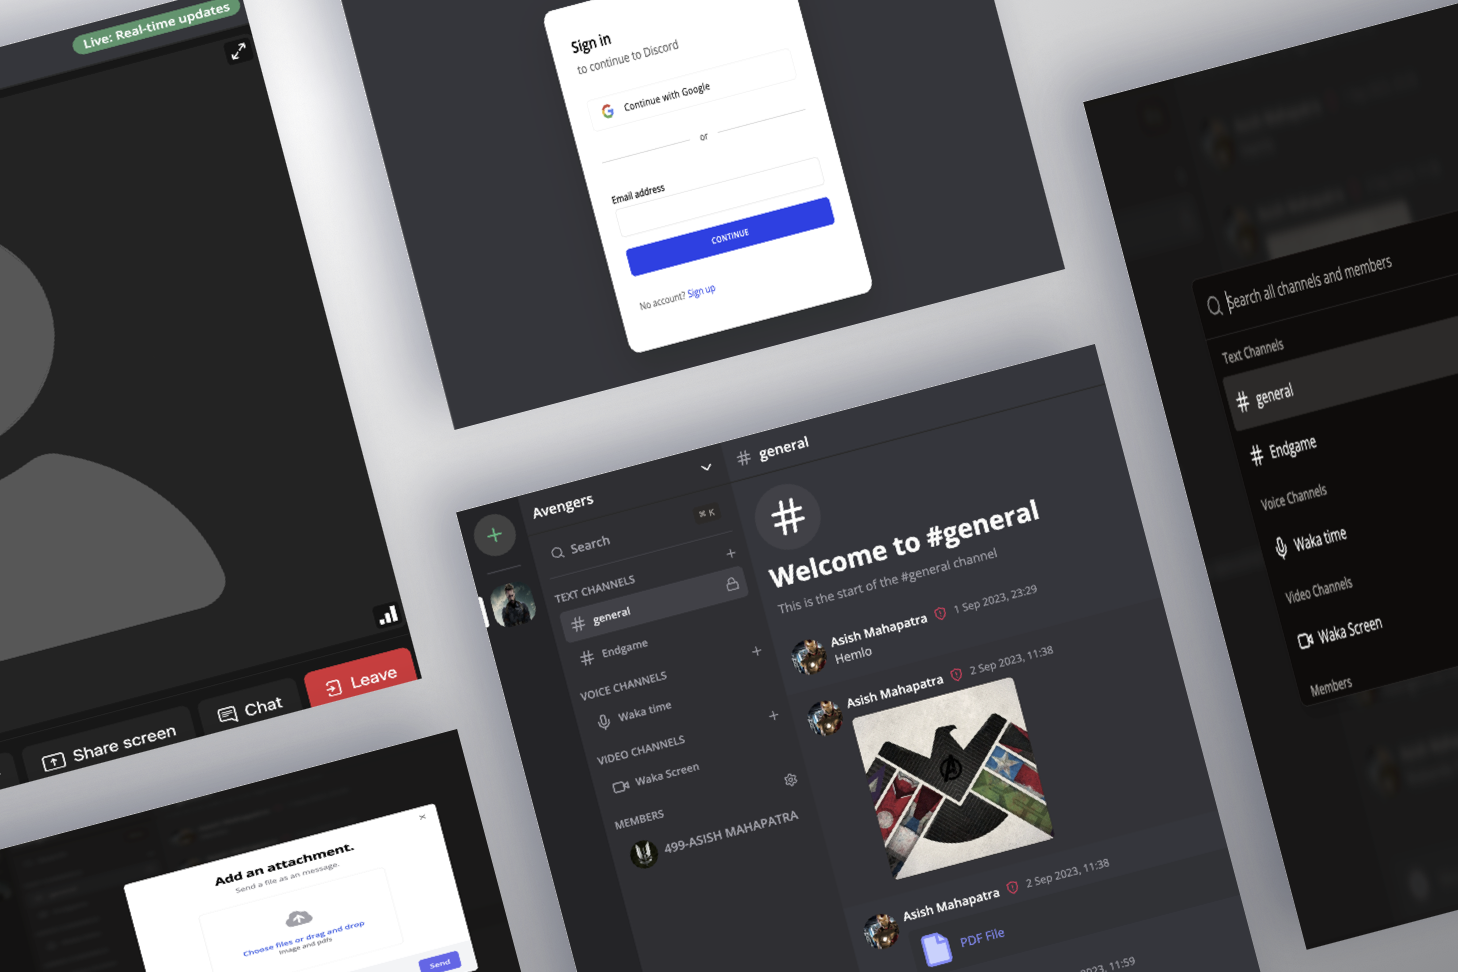 Live: Real-time updates
Share screen
Chat
Leave
Sign in
to continue to Discord
Continue with Google
or
Email address
CONTINUE
No account? Sign up
Search all channels and members
Text Channels
general
Endgame
Voice Channels
Waka time
Video Channels
Waka Screen
Members
Avengers
Search
⌘ K
TEXT CHANNELS
# general
# Endgame
VOICE CHANNELS
Waka time
VIDEO CHANNELS
Waka Screen
MEMBERS
499-ASISH MAHAPATRA
# general
#
Welcome to #general
This is the start of the #general channel
Asish Mahapatra 1 Sep 2023, 23:29
Hemlo
Asish Mahapatra 2 Sep 2023, 11:38
A
Asish Mahapatra 2 Sep 2023, 11:38
PDF File
2023, 11:59
Add an attachment.
Send a file as an message.
Choose files or drag and drop
Image and pdfs
Send